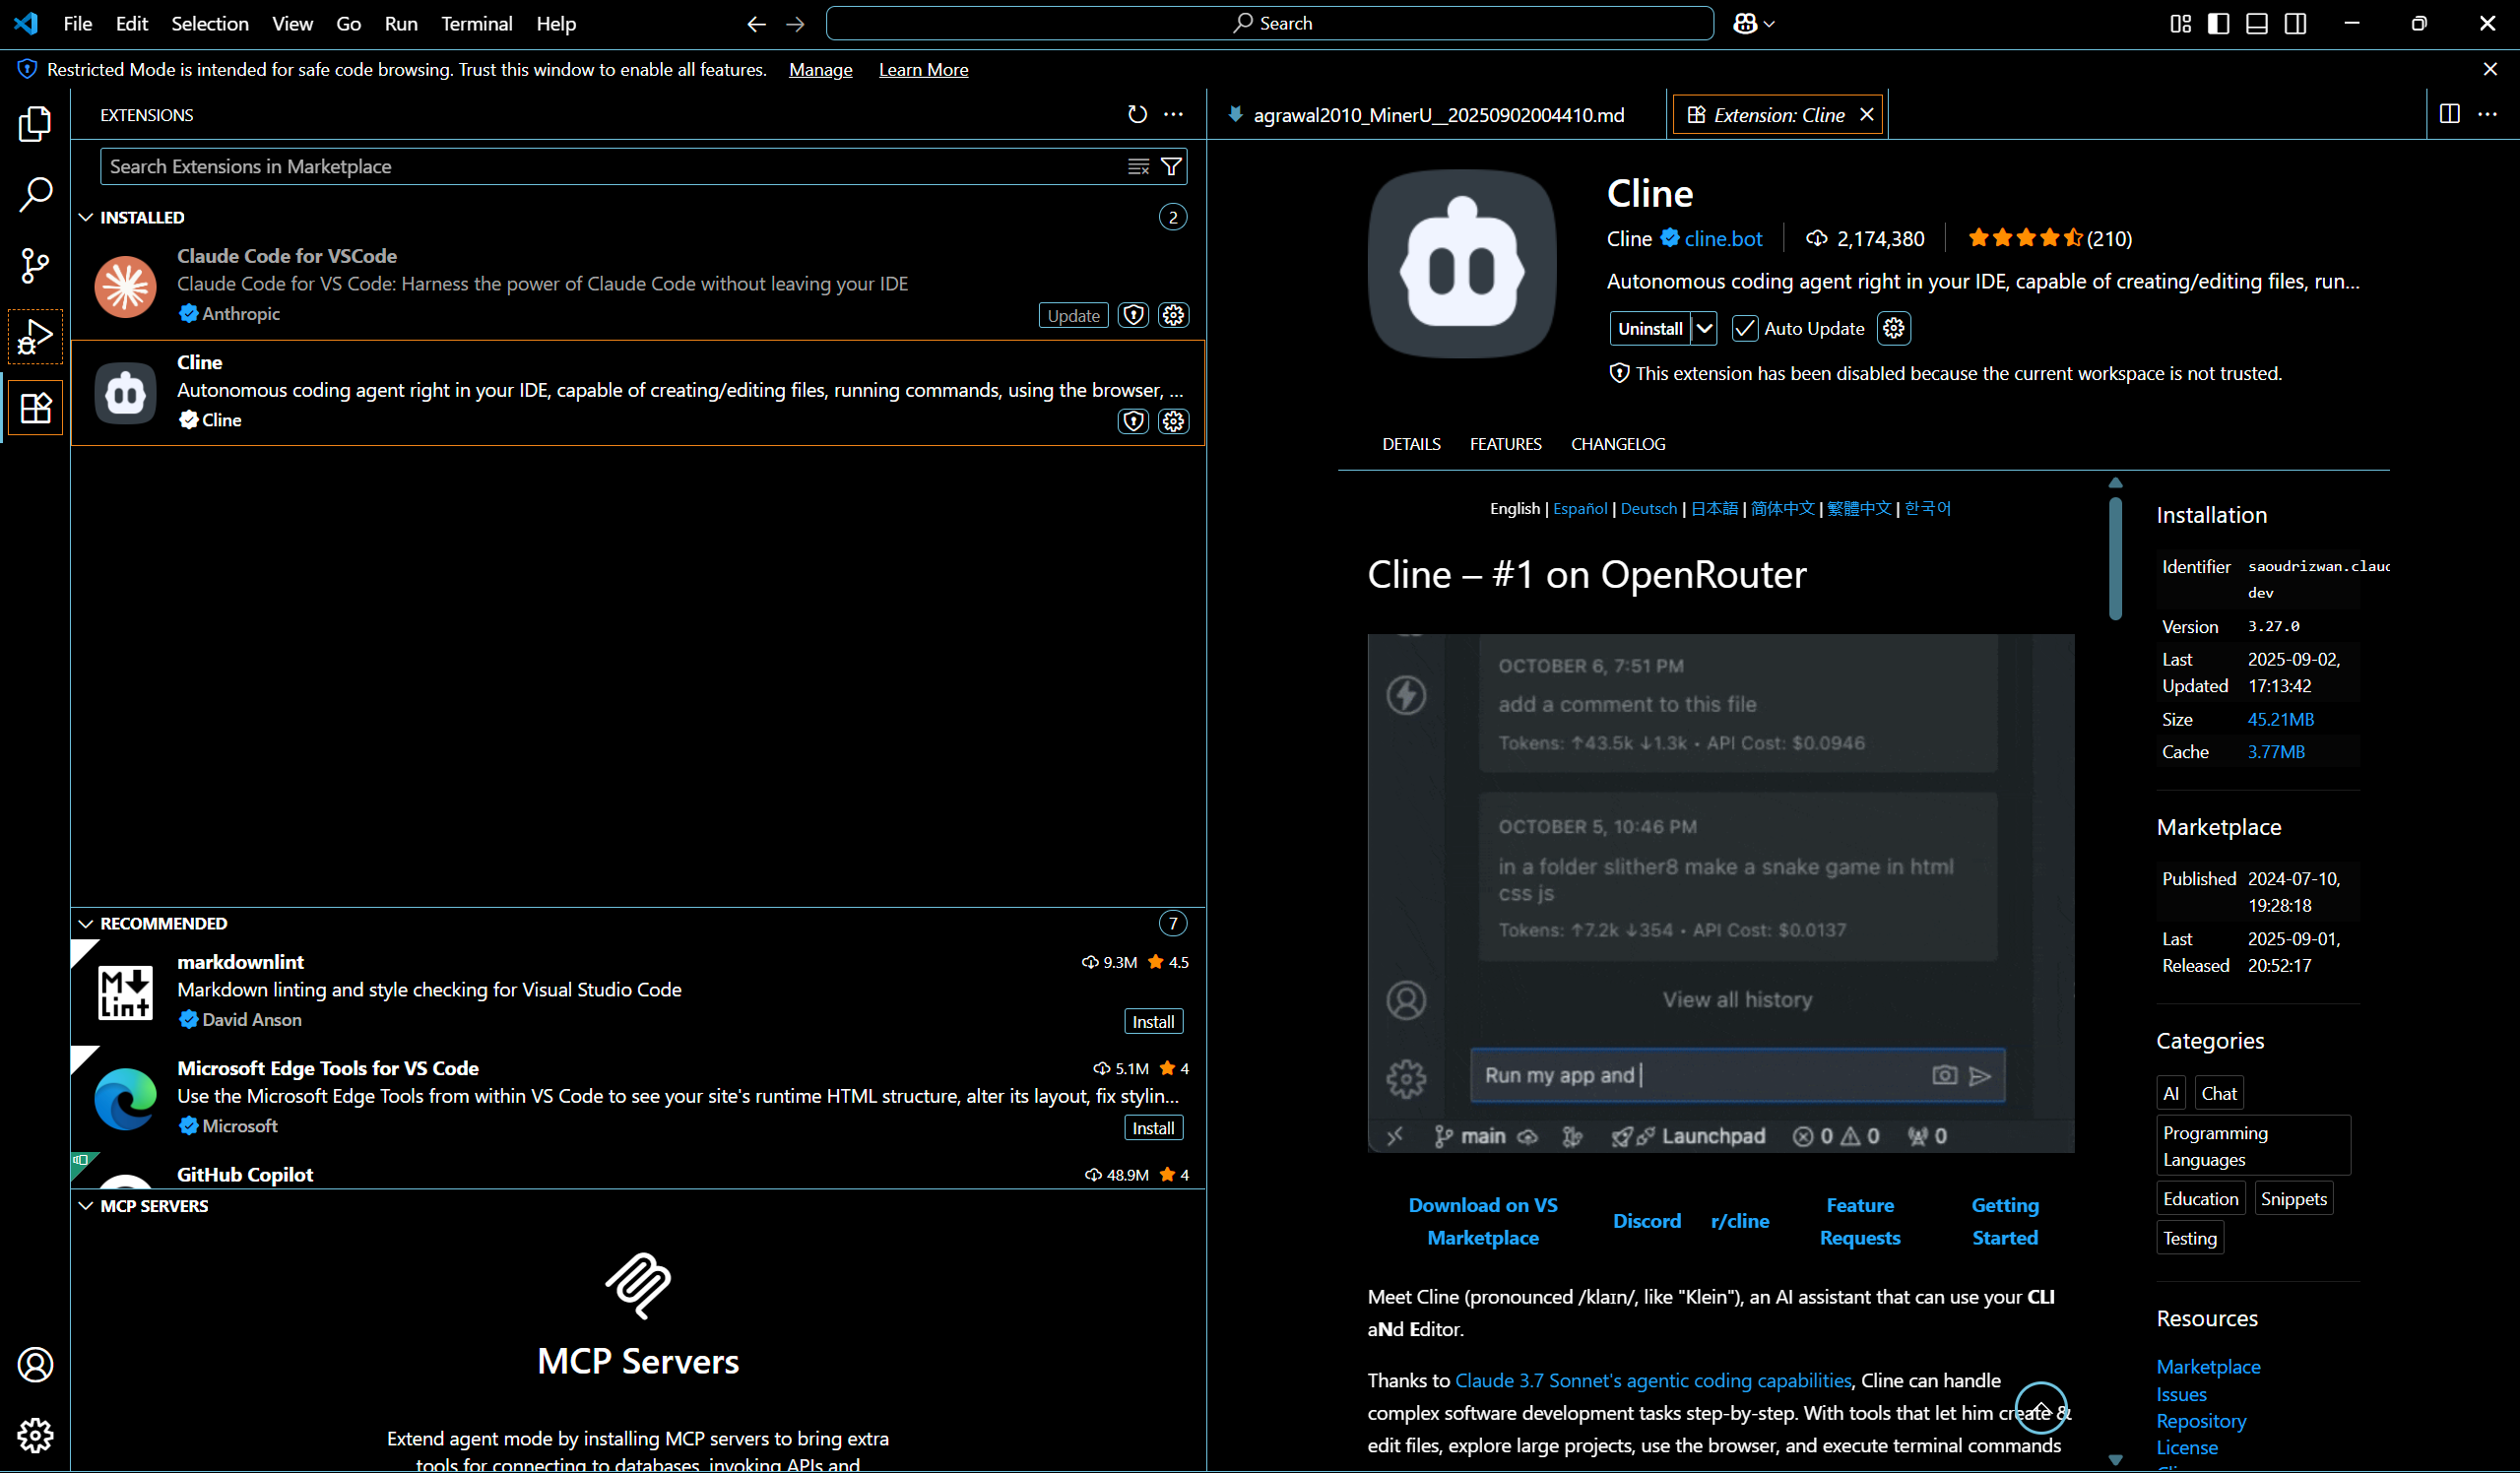 File Edit Selection View Go Run Terminal Help
Search
Restricted Mode is intended for safe code browsing. Trust this window to enable all features. Manage Learn More
EXTENSIONS
Search Extensions in Marketplace
INSTALLED
2
Claude Code for VSCode
Claude Code for VS Code: Harness the power of Claude Code without leaving your IDE
Anthropic
Update
Cline
Autonomous coding agent right in your IDE, capable of creating/editing files, running commands, using the browser, ...
Cline
RECOMMENDED
7
markdownlint
9.3M 4.5
Markdown linting and style checking for Visual Studio Code
David Anson
Install
M
Lint
Microsoft Edge Tools for VS Code
5.1M 4
Use the Microsoft Edge Tools from within VS Code to see your site's runtime HTML structure, alter its layout, fix stylin...
Microsoft
Install
GitHub Copilot
48.9M 4
MCP SERVERS
MCP Servers
Extend agent mode by installing MCP servers to bring extra
tools for connecting to databases, invoking APIs and
agrawal2010_MinerU__20250902004410.md
Extension: Cline
Cline
Cline cline.bot 2,174,380 (210)
Autonomous coding agent right in your IDE, capable of creating/editing files, run...
Uninstall Auto Update
This extension has been disabled because the current workspace is not trusted.
DETAILS FEATURES CHANGELOG
English | Español | Deutsch | 日本語 | 简体中文 | 繁體中文 | 한국어
Cline – #1 on OpenRouter
OCTOBER 6, 7:51 PM
add a comment to this file
Tokens: ↑43.5k ↓1.3k • API Cost: $0.0946
OCTOBER 5, 10:46 PM
in a folder slither8 make a snake game in html
css js
Tokens: ↑7.2k ↓354 • API Cost: $0.0137
View all history
Run my app and
main Launchpad 0 0 0
Download on VS
Marketplace
Discord
r/cline
Feature
Requests
Getting
Started
Meet Cline (pronounced /klaɪn/, like "Klein"), an AI assistant that can use your CLI
aNd Editor.
Thanks to Claude 3.7 Sonnet's agentic coding capabilities, Cline can handle
complex software development tasks step-by-step. With tools that let him create &
edit files, explore large projects, use the browser, and execute terminal commands
Installation
Identifier saoudrizwan.clauc
dev
Version 3.27.0
Last 2025-09-02,
Updated 17:13:42
Size 45.21MB
Cache 3.77MB
Marketplace
Published 2024-07-10,
19:28:18
Last 2025-09-01,
Released 20:52:17
Categories
AI Chat
Programming
Languages
Education Snippets
Testing
Resources
Marketplace
Issues
Repository
License